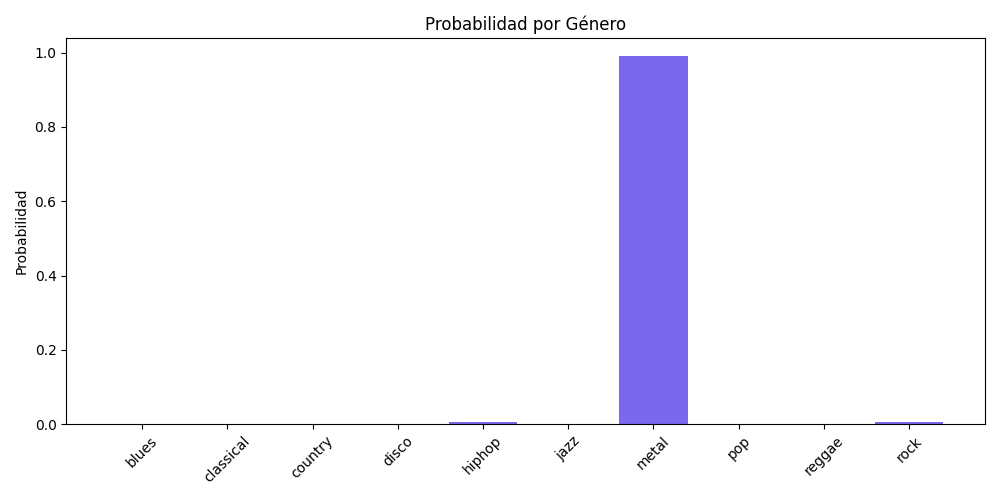 Probabilidad por Género
Probabilidad
1.0
0.8
0.6
0.4
0.2
0.0
blues
classical
country
disco
hiphop
jazz
metal
pop
reggae
rock